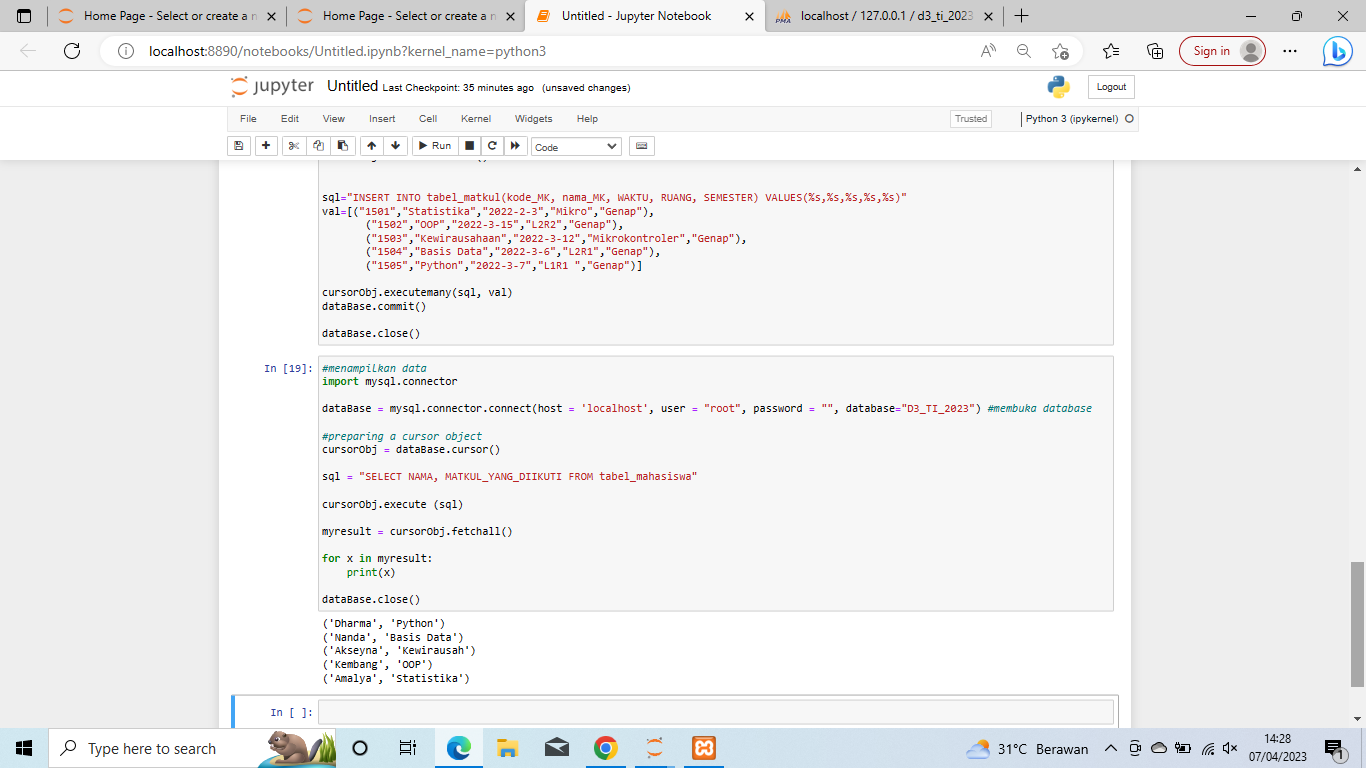 Home Page - Select or create a n
Home Page - Select or create a n
Untitled - Jupyter Notebook
localhost / 127.0.0.1 / d3_ti_2023
localhost:8890/notebooks/Untitled.ipynb?kernel_name=python3
Sign in
jupyter Untitled Last Checkpoint: 35 minutes ago (unsaved changes)
Logout
File Edit View Insert Cell Kernel Widgets Help
Trusted
Python 3 (ipykernel)
Run
Code
sql="INSERT INTO tabel_matkul(kode_MK, nama_MK, WAKTU, RUANG, SEMESTER) VALUES(%s,%s,%s,%s,%s)"
val=[("1501","Statistika","2022-2-3","Mikro","Genap"),
("1502","OOP","2022-3-15","L2R2","Genap"),
("1503","Kewirausahaan","2022-3-12","Mikrokontroler","Genap"),
("1504","Basis Data","2022-3-6","L2R1","Genap"),
("1505","Python","2022-3-7","L1R1 ","Genap")]
cursorObj.executemany(sql, val)
dataBase.commit()
dataBase.close()
In [19]:
#menampilkan data
import mysql.connector
dataBase = mysql.connector.connect(host = 'localhost', user = "root", password = "", database="D3_TI_2023") #membuka database
#preparing a cursor object
cursorObj = dataBase.cursor()
sql = "SELECT NAMA, MATKUL_YANG_DIIKUTI FROM tabel_mahasiswa"
cursorObj.execute (sql)
myresult = cursorObj.fetchall()
for x in myresult:
print(x)
dataBase.close()
('Dharma', 'Python')
('Nanda', 'Basis Data')
('Akseyna', 'Kewirausah')
('Kembang', 'OOP')
('Amalya', 'Statistika')
In [ ]:
Type here to search
31°C Berawan
14:28
07/04/2023
1